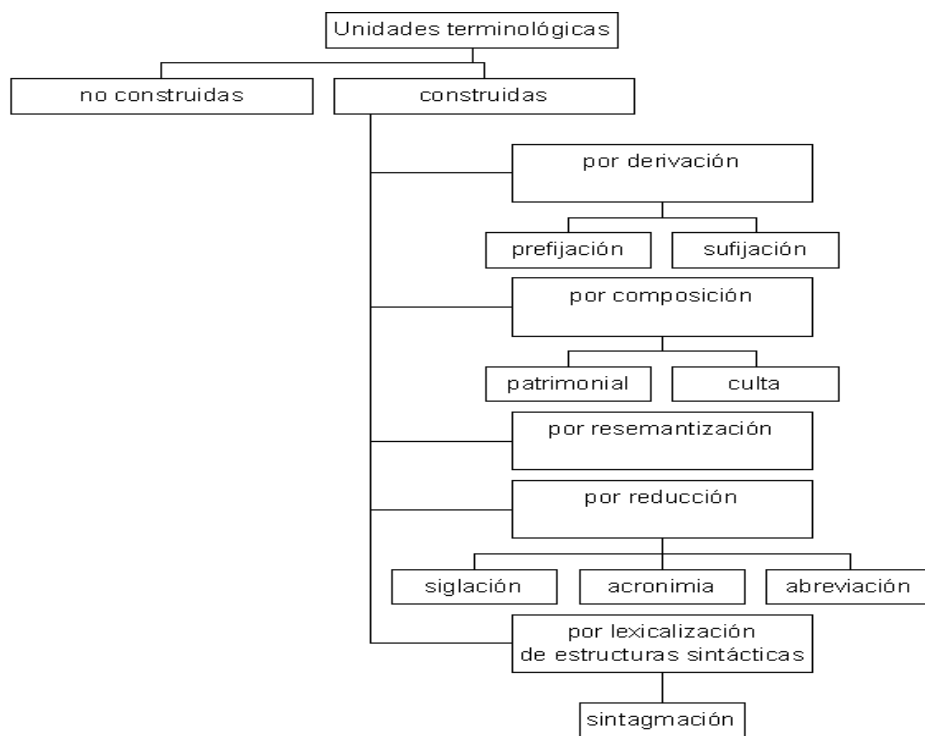 Unidades terminológicas
no construidas
construidas
por derivación
prefijación
sufijación
por composición
patrimonial
culta
por resemantización
por reducción
siglación
acronimia
abreviación
por lexicalización
de estructuras sintácticas
sintagmación